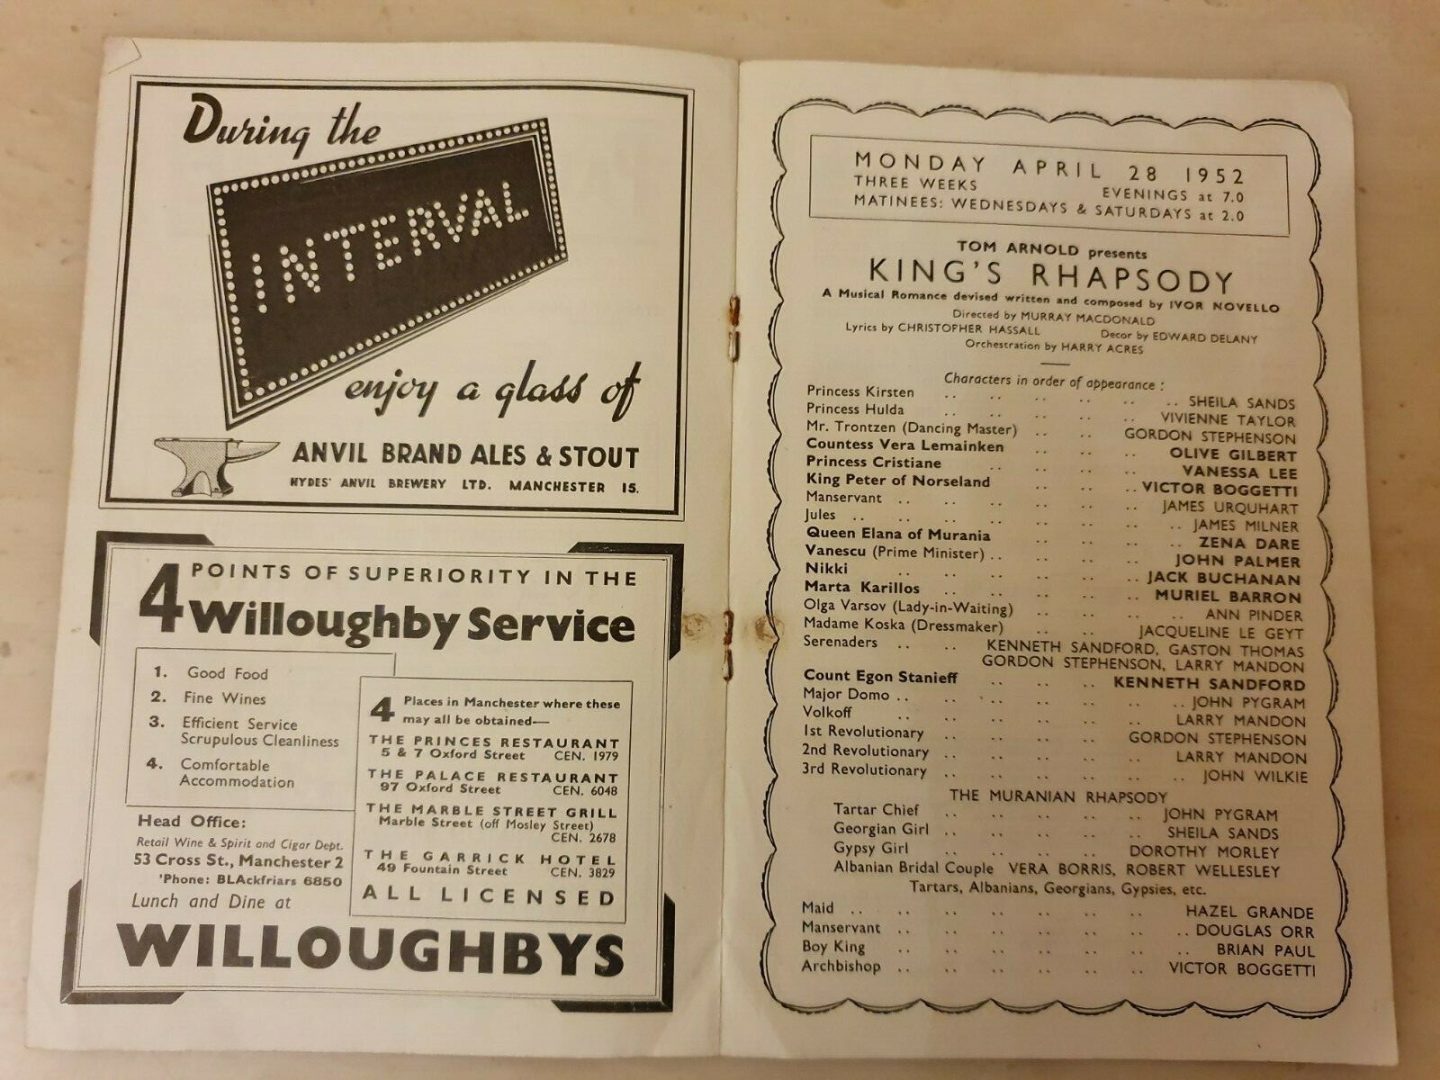 During the
INTERVAL
enjoy a glass of
ANVIL BRAND ALES & STOUT
HYDES' ANVIL BREWERY LTD. MANCHESTER 15.
4 POINTS OF SUPERIORITY IN THE
Willoughby Service
1. Good Food
2. Fine Wines
3. Efficient Service
Scrupulous Cleanliness
4. Comfortable
Accommodation
Head Office:
Retail Wine & Spirit and Cigar Dept.
53 Cross St., Manchester 2
'Phone: BLAckfriars 6850
Lunch and Dine at
4 Places in Manchester where these
may all be obtained—
THE PRINCES RESTAURANT
5 & 7 Oxford Street CEN. 1979
THE PALACE RESTAURANT
97 Oxford Street CEN. 6048
THE MARBLE STREET GRILL
Marble Street (off Mosley Street)
CEN. 2678
THE GARRICK HOTEL
49 Fountain Street CEN. 3829
ALL LICENSED
WILLOUGHBYS
MONDAY APRIL 28 1952
THREE WEEKS EVENINGS at 7.0
MATINEES: WEDNESDAYS & SATURDAYS at 2.0
TOM ARNOLD presents
KING'S RHAPSODY
A Musical Romance devised written and composed by IVOR NOVELLO
Directed by MURRAY MACDONALD
Lyrics by CHRISTOPHER HASSALL Decor by EDWARD DELANY
Orchestration by HARRY ACRES
Characters in order of appearance :
Princess Kirsten .. .. .. .. .. .. SHEILA SANDS
Princess Hulda .. .. .. .. .. VIVIENNE TAYLOR
Mr. Trontzen (Dancing Master) .. .. GORDON STEPHENSON
Countess Vera Lemainken .. .. .. OLIVE GILBERT
Princess Cristiane .. .. .. .. VANESSA LEE
King Peter of Norseland .. .. .. VICTOR BOGGETTI
Manservant .. .. .. .. .. .. JAMES URQUHART
Jules .. .. .. .. .. .. .. JAMES MILNER
Queen Elana of Murania .. .. .. .. ZENA DARE
Vanescu (Prime Minister) .. .. .. .. JOHN PALMER
Nikki .. .. .. .. .. .. JACK BUCHANAN
Marta Karillos .. .. .. .. .. MURIEL BARRON
Olga Varsov (Lady-in-Waiting) .. .. .. ANN PINDER
Madame Koska (Dressmaker) .. .. JACQUELINE LE GEYT
Serenaders .. .. KENNETH SANDFORD, GASTON THOMAS
GORDON STEPHENSON, LARRY MANDON
Count Egon Stanieff .. .. .. KENNETH SANDFORD
Major Domo .. .. .. .. .. .. .. JOHN PYGRAM
Volkoff .. .. .. .. .. .. LARRY MANDON
1st Revolutionary .. .. .. .. GORDON STEPHENSON
2nd Revolutionary .. .. .. .. .. LARRY MANDON
3rd Revolutionary .. .. .. .. .. .. JOHN WILKIE
THE MURANIAN RHAPSODY
Tartar Chief .. .. .. .. .. JOHN PYGRAM
Georgian Girl .. .. .. .. .. SHEILA SANDS
Gypsy Girl .. .. .. .. DOROTHY MORLEY
Albanian Bridal Couple VERA BORRIS, ROBERT WELLESLEY
Tartars, Albanians, Georgians, Gypsies, etc.
Maid .. .. .. .. .. .. .. HAZEL GRANDE
Manservant .. .. .. .. .. .. .. DOUGLAS ORR
Boy King .. .. .. .. .. .. .. BRIAN PAUL
Archbishop .. .. .. .. .. .. VICTOR BOGGETTI